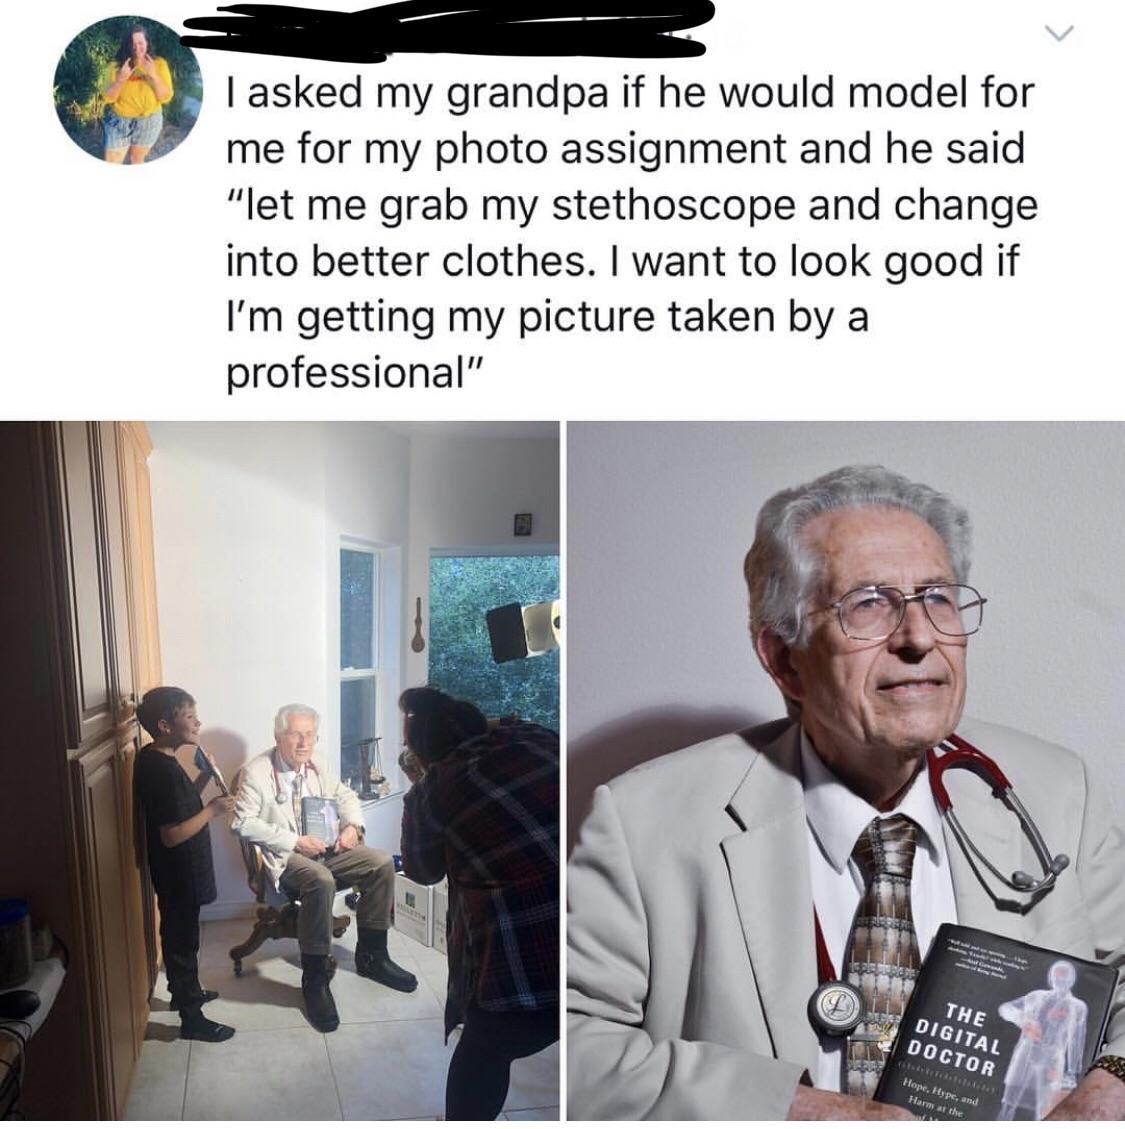 I asked my grandpa if he would model for
me for my photo assignment and he said
“let me grab my stethoscope and change
into better clothes. I want to look good if
I’m getting my picture taken by a
professional”
L
THE
DIGITAL
DOCTOR
Hope, Hype, and
Harm at the